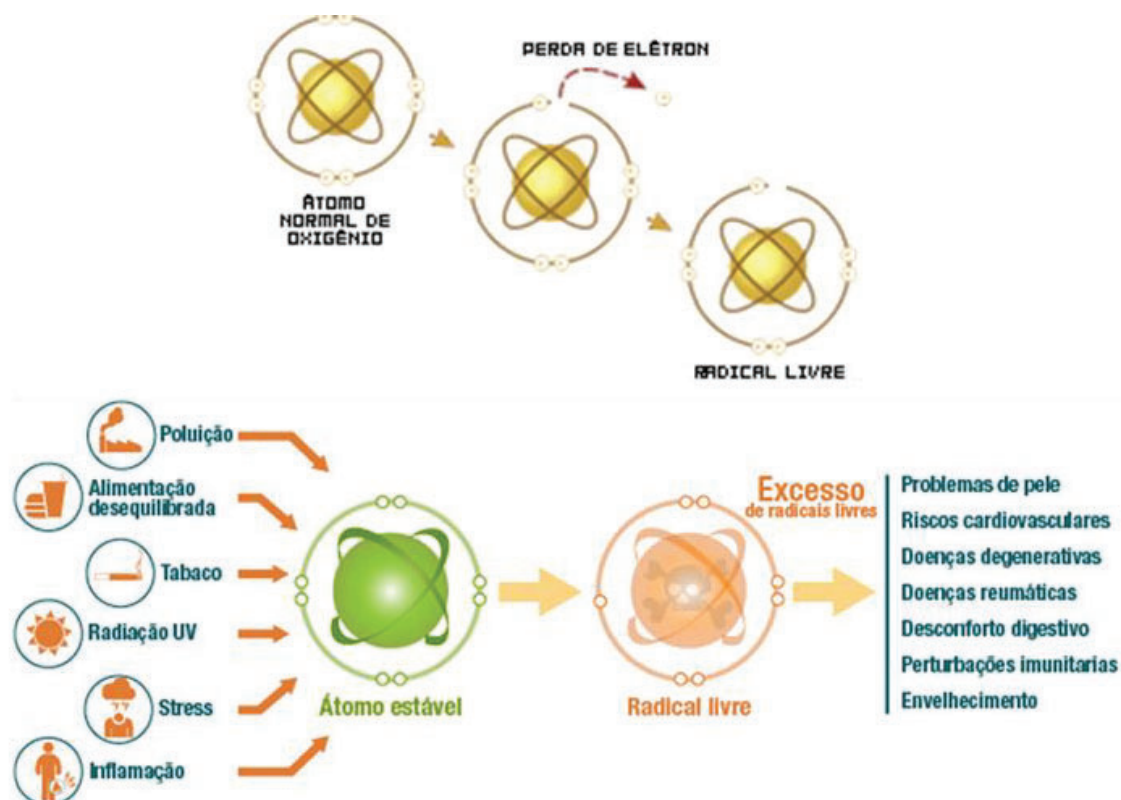 PERDA DE ELÊTRON
ÁTOMO
NORMAL DE
OXIGÊNIO
RADICAL LIVRE
Poluição
Alimentação
desequilibrada
Tabaco
Radiação UV
Stress
Inflamação
Átomo estável
Radical livre
Excesso
de radicais livres
Problemas de pele
Riscos cardiovasculares
Doenças degenerativas
Doenças reumáticas
Desconforto digestivo
Perturbações imunitarias
Envelhecimento